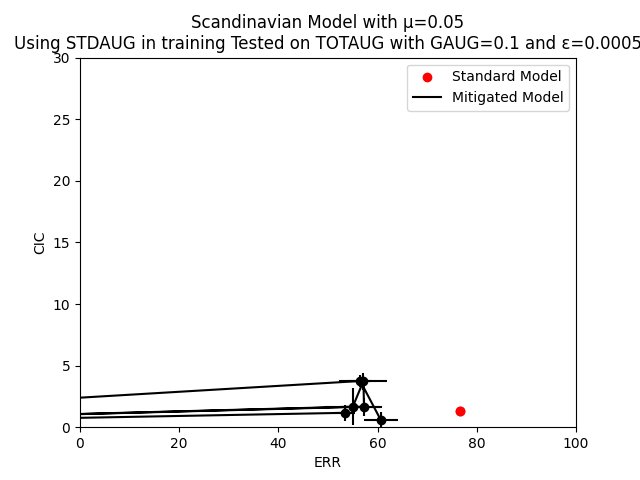 Scandinavian Model with μ=0.05
Using STDAUG in training Tested on TOTAUG with GAUG=0.1 and ε=0.0005
Standard Model
Mitigated Model
30
25
20
15
10
5
0
CIC
0 20 40 60 80 100
ERR